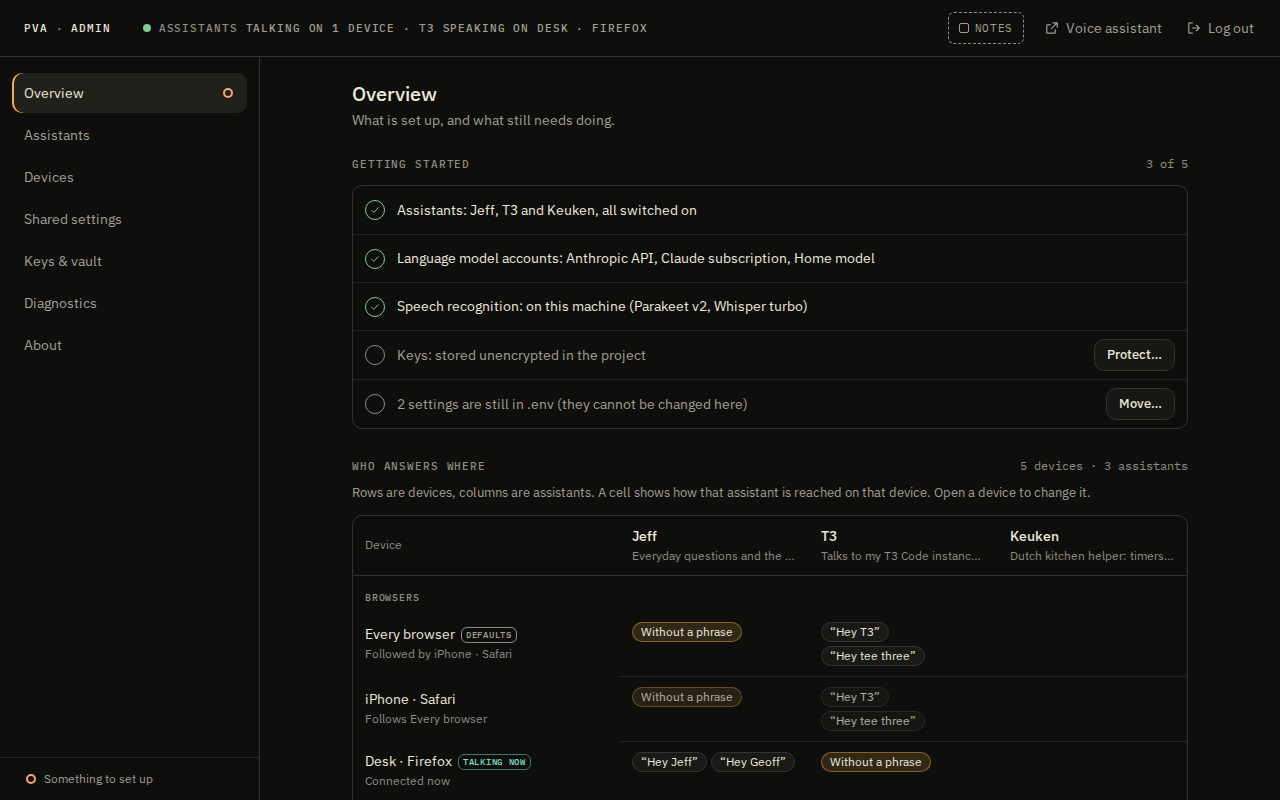 PVA · ADMIN
ASSISTANTS TALKING ON 1 DEVICE · T3 SPEAKING ON DESK · FIREFOX
NOTES
Voice assistant
Log out
Overview
Assistants
Devices
Shared settings
Keys & vault
Diagnostics
About
Something to set up
Overview
What is set up, and what still needs doing.
GETTING STARTED
3 of 5
Assistants: Jeff, T3 and Keuken, all switched on
Language model accounts: Anthropic API, Claude subscription, Home model
Speech recognition: on this machine (Parakeet v2, Whisper turbo)
Keys: stored unencrypted in the project
Protect...
2 settings are still in .env (they cannot be changed here)
Move...
WHO ANSWERS WHERE
5 devices · 3 assistants
Rows are devices, columns are assistants. A cell shows how that assistant is reached on that device. Open a device to change it.
Device
Jeff
Everyday questions and the ...
T3
Talks to my T3 Code instanc...
Keuken
Dutch kitchen helper: timers...
BROWSERS
Every browser DEFAULTS
Followed by iPhone · Safari
Without a phrase
“Hey T3”
“Hey tee three”
iPhone · Safari
Follows Every browser
Without a phrase
“Hey T3”
“Hey tee three”
Desk · Firefox TALKING NOW
Connected now
“Hey Jeff” “Hey Geoff”
Without a phrase